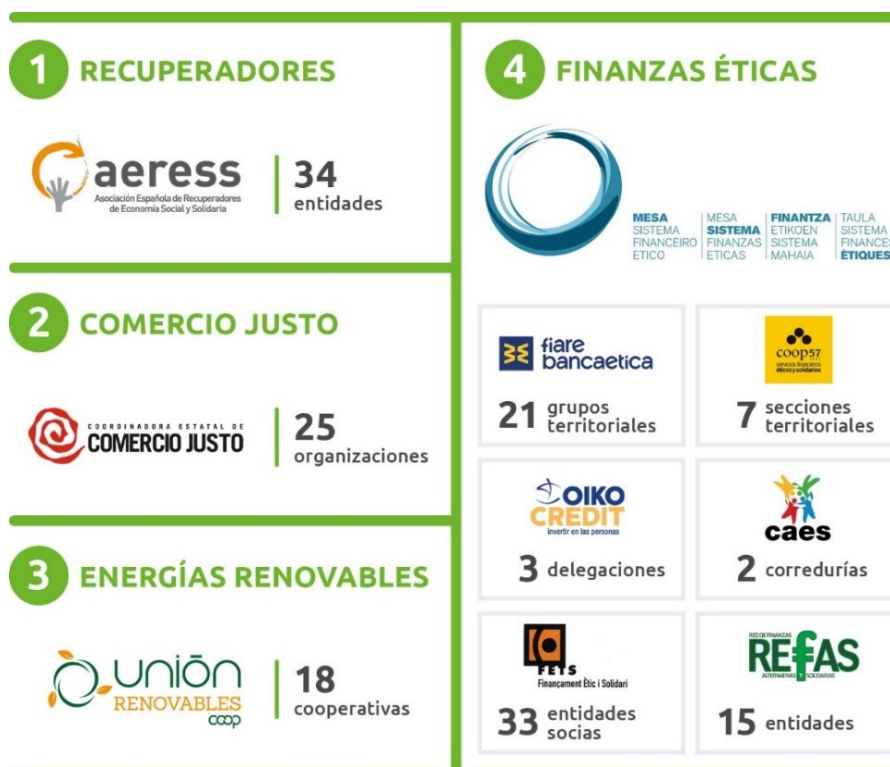 1 RECUPERADORES
aeress
Asociación Española de Recuperadores
de Economía Social y Solidaria
34
entidades
2 COMERCIO JUSTO
COORDINADORA ESTATAL DE
COMERCIO JUSTO
25
organizaciones
3 ENERGÍAS RENOVABLES
unión
RENOVABLES
coop
18
cooperativas
4 FINANZAS ÉTICAS
MESA
SISTEMA
FINANCEIRO
ETICO
MESA
SISTEMA
FINANZAS
ETICAS
FINANTZA
ETIKOEN
SISTEMA
MAHAIA
TAULA
SISTEMA
FINANCES
ÈTIQUES
fiare
bancaetica
21 grupos
territoriales
coop57
servicios financieros
éticos y solidarios
7 secciones
territoriales
OIKO
CREDIT
invertir en las personas
3 delegaciones
caes
2 corredurías
FETS
Finançament Ètic i Solidari
33 entidades
socias
RED DE FINANZAS
REFAS
ALTERNATIVAS Y SOLIDARIAS
15 entidades